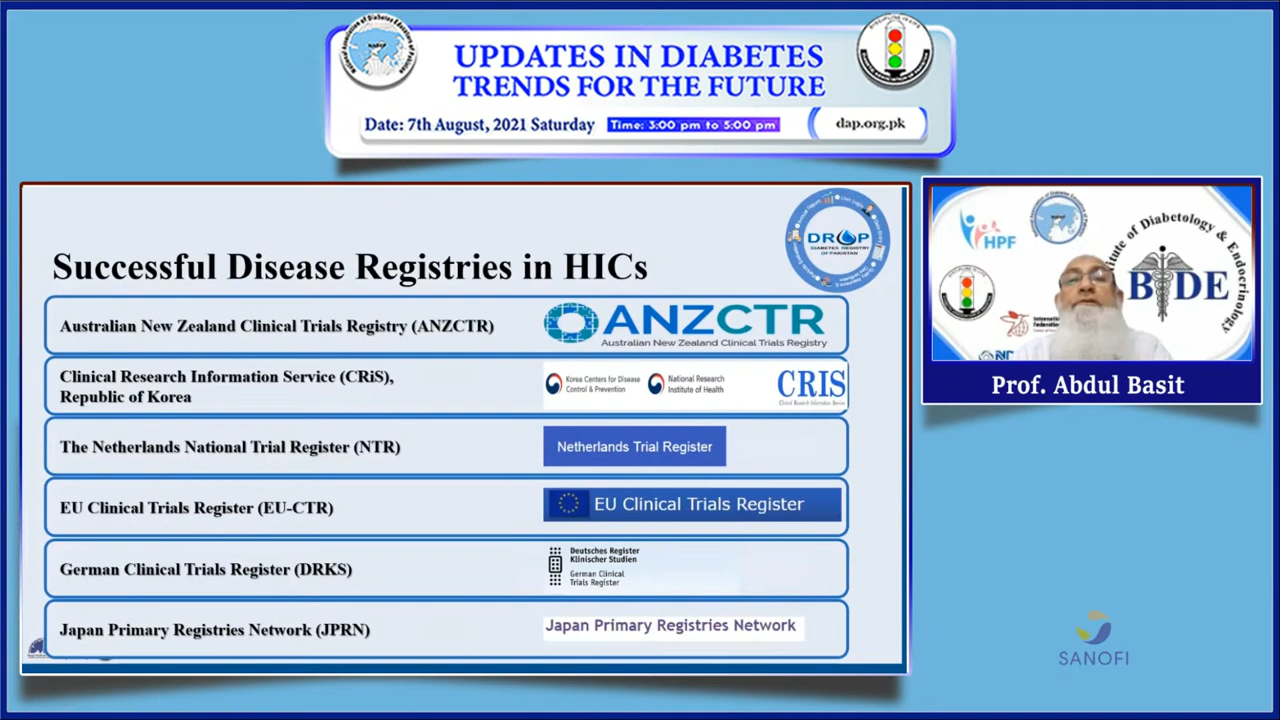 UPDATES IN DIABETES
TRENDS FOR THE FUTURE
Date: 7th August, 2021 Saturday
Time: 3:00 pm to 5:00 pm
dap.org.pk
DROP
DIABETES REGISTRY
OF PAKISTAN
Successful Disease Registries in HICs
Australian New Zealand Clinical Trials Registry (ANZCTR)
ANZCTR
Australian New Zealand Clinical Trials Registry
Clinical Research Information Service (CRiS),
Republic of Korea
Korea Centers for Disease
Control & Prevention
National Research
Institute of Health
CRIS
Clinical Research Information Service
The Netherlands National Trial Register (NTR)
Netherlands Trial Register
EU Clinical Trials Register (EU-CTR)
EU Clinical Trials Register
German Clinical Trials Register (DRKS)
Deutsches Register
Klinischer Studien
German Clinical
Trials Register
Japan Primary Registries Network (JPRN)
Japan Primary Registries Network
HPF
of Diabetology & Endocrinology
BIDE
Prof. Abdul Basit
SANOFI